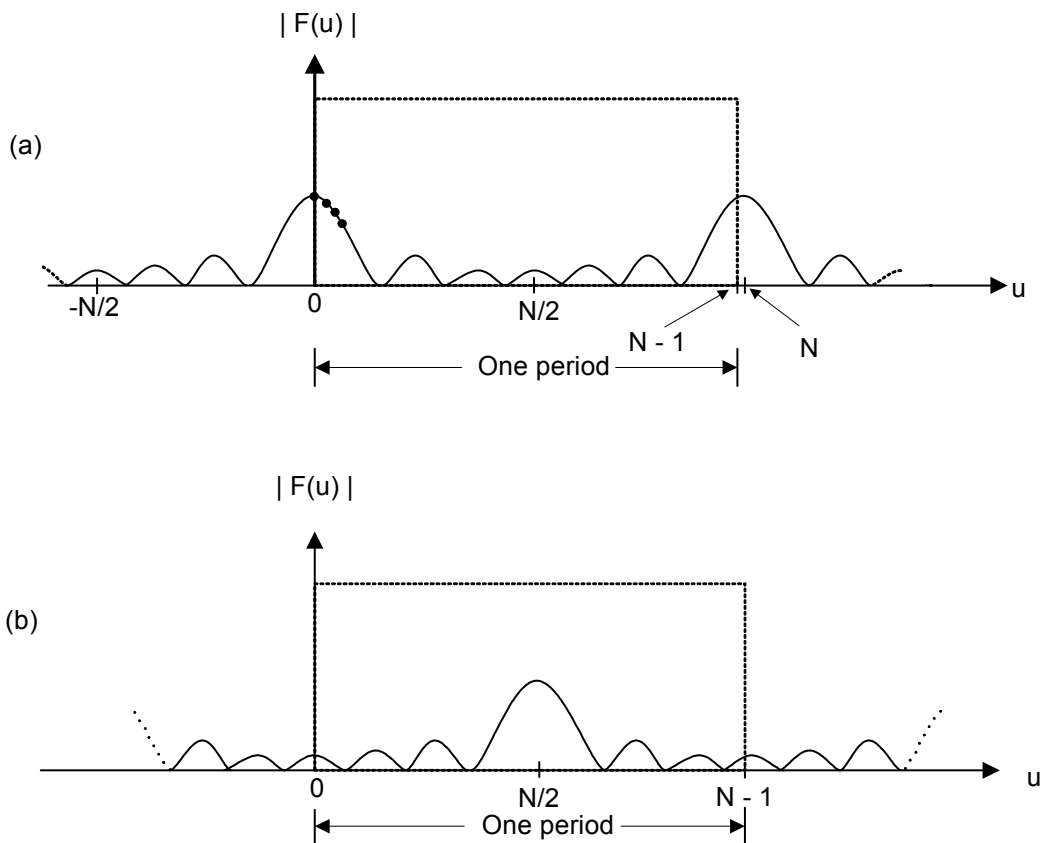 | F(u) |
(a)
-N/2
0
N/2
N - 1
N
u
One period
| F(u) |
(b)
0
N/2
N - 1
u
One period